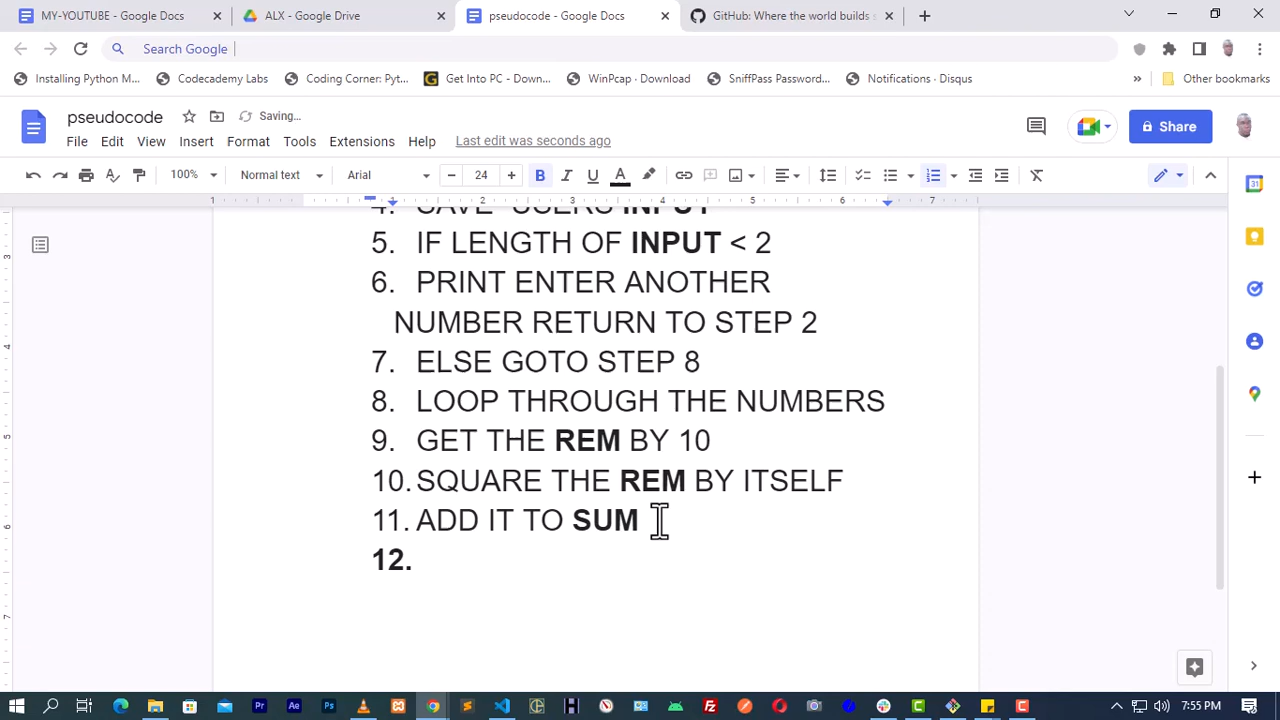 MY-YOUTUBE - Google Docs
ALX - Google Drive
pseudocode - Google Docs
GitHub: Where the world builds s
Search Google
Installing Python M...
Codecademy Labs
Coding Corner: Pyt...
Get Into PC - Down...
WinPcap · Download
SniffPass Password...
Notifications · Disqus
Other bookmarks
pseudocode
Saving...
File Edit View Insert Format Tools Extensions Help
Last edit was seconds ago
Share
100%
Normal text
Arial
24
4. SAVE USERS INPUT
5. IF LENGTH OF INPUT < 2
6. PRINT ENTER ANOTHER
NUMBER RETURN TO STEP 2
7. ELSE GOTO STEP 8
8. LOOP THROUGH THE NUMBERS
9. GET THE REM BY 10
10. SQUARE THE REM BY ITSELF
11. ADD IT TO SUM
12.
7:55 PM